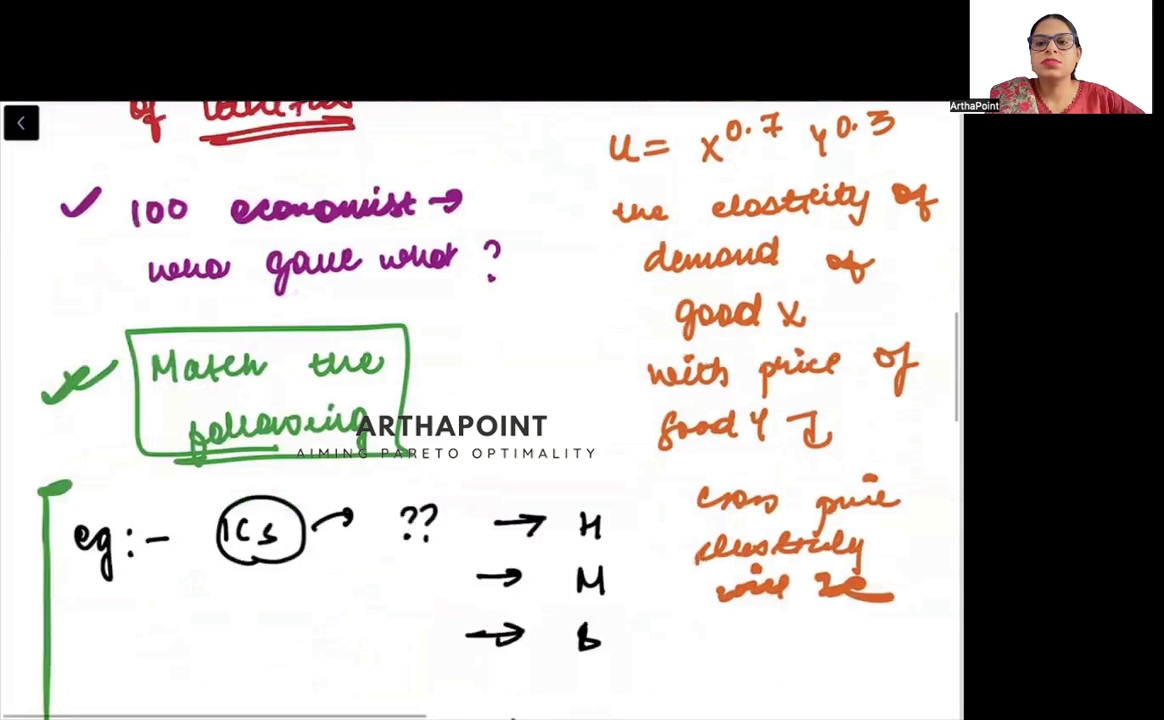 of
100 economist →
who gave what ?
Match the
following
ARTHAPOINT
AIMING PARETO OPTIMALITY
eg:- ICs → ?? → H
→ M
→ B
ArthaPoint
u = x^0.7 y^0.3
the elasticity of
demand of
good x
with price of
good y
cross price
elasticity
will